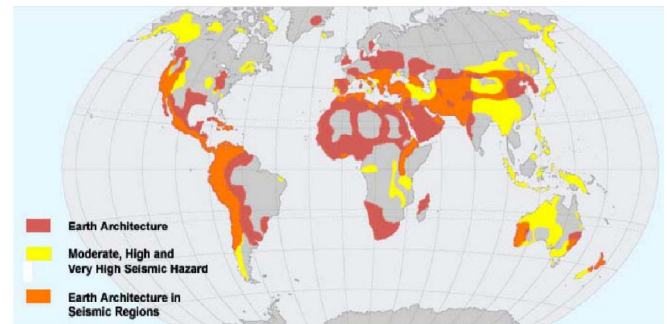 Earth Architecture
Moderate, High and
Very High Seismic Hazard
Earth Architecture in
Seismic Regions